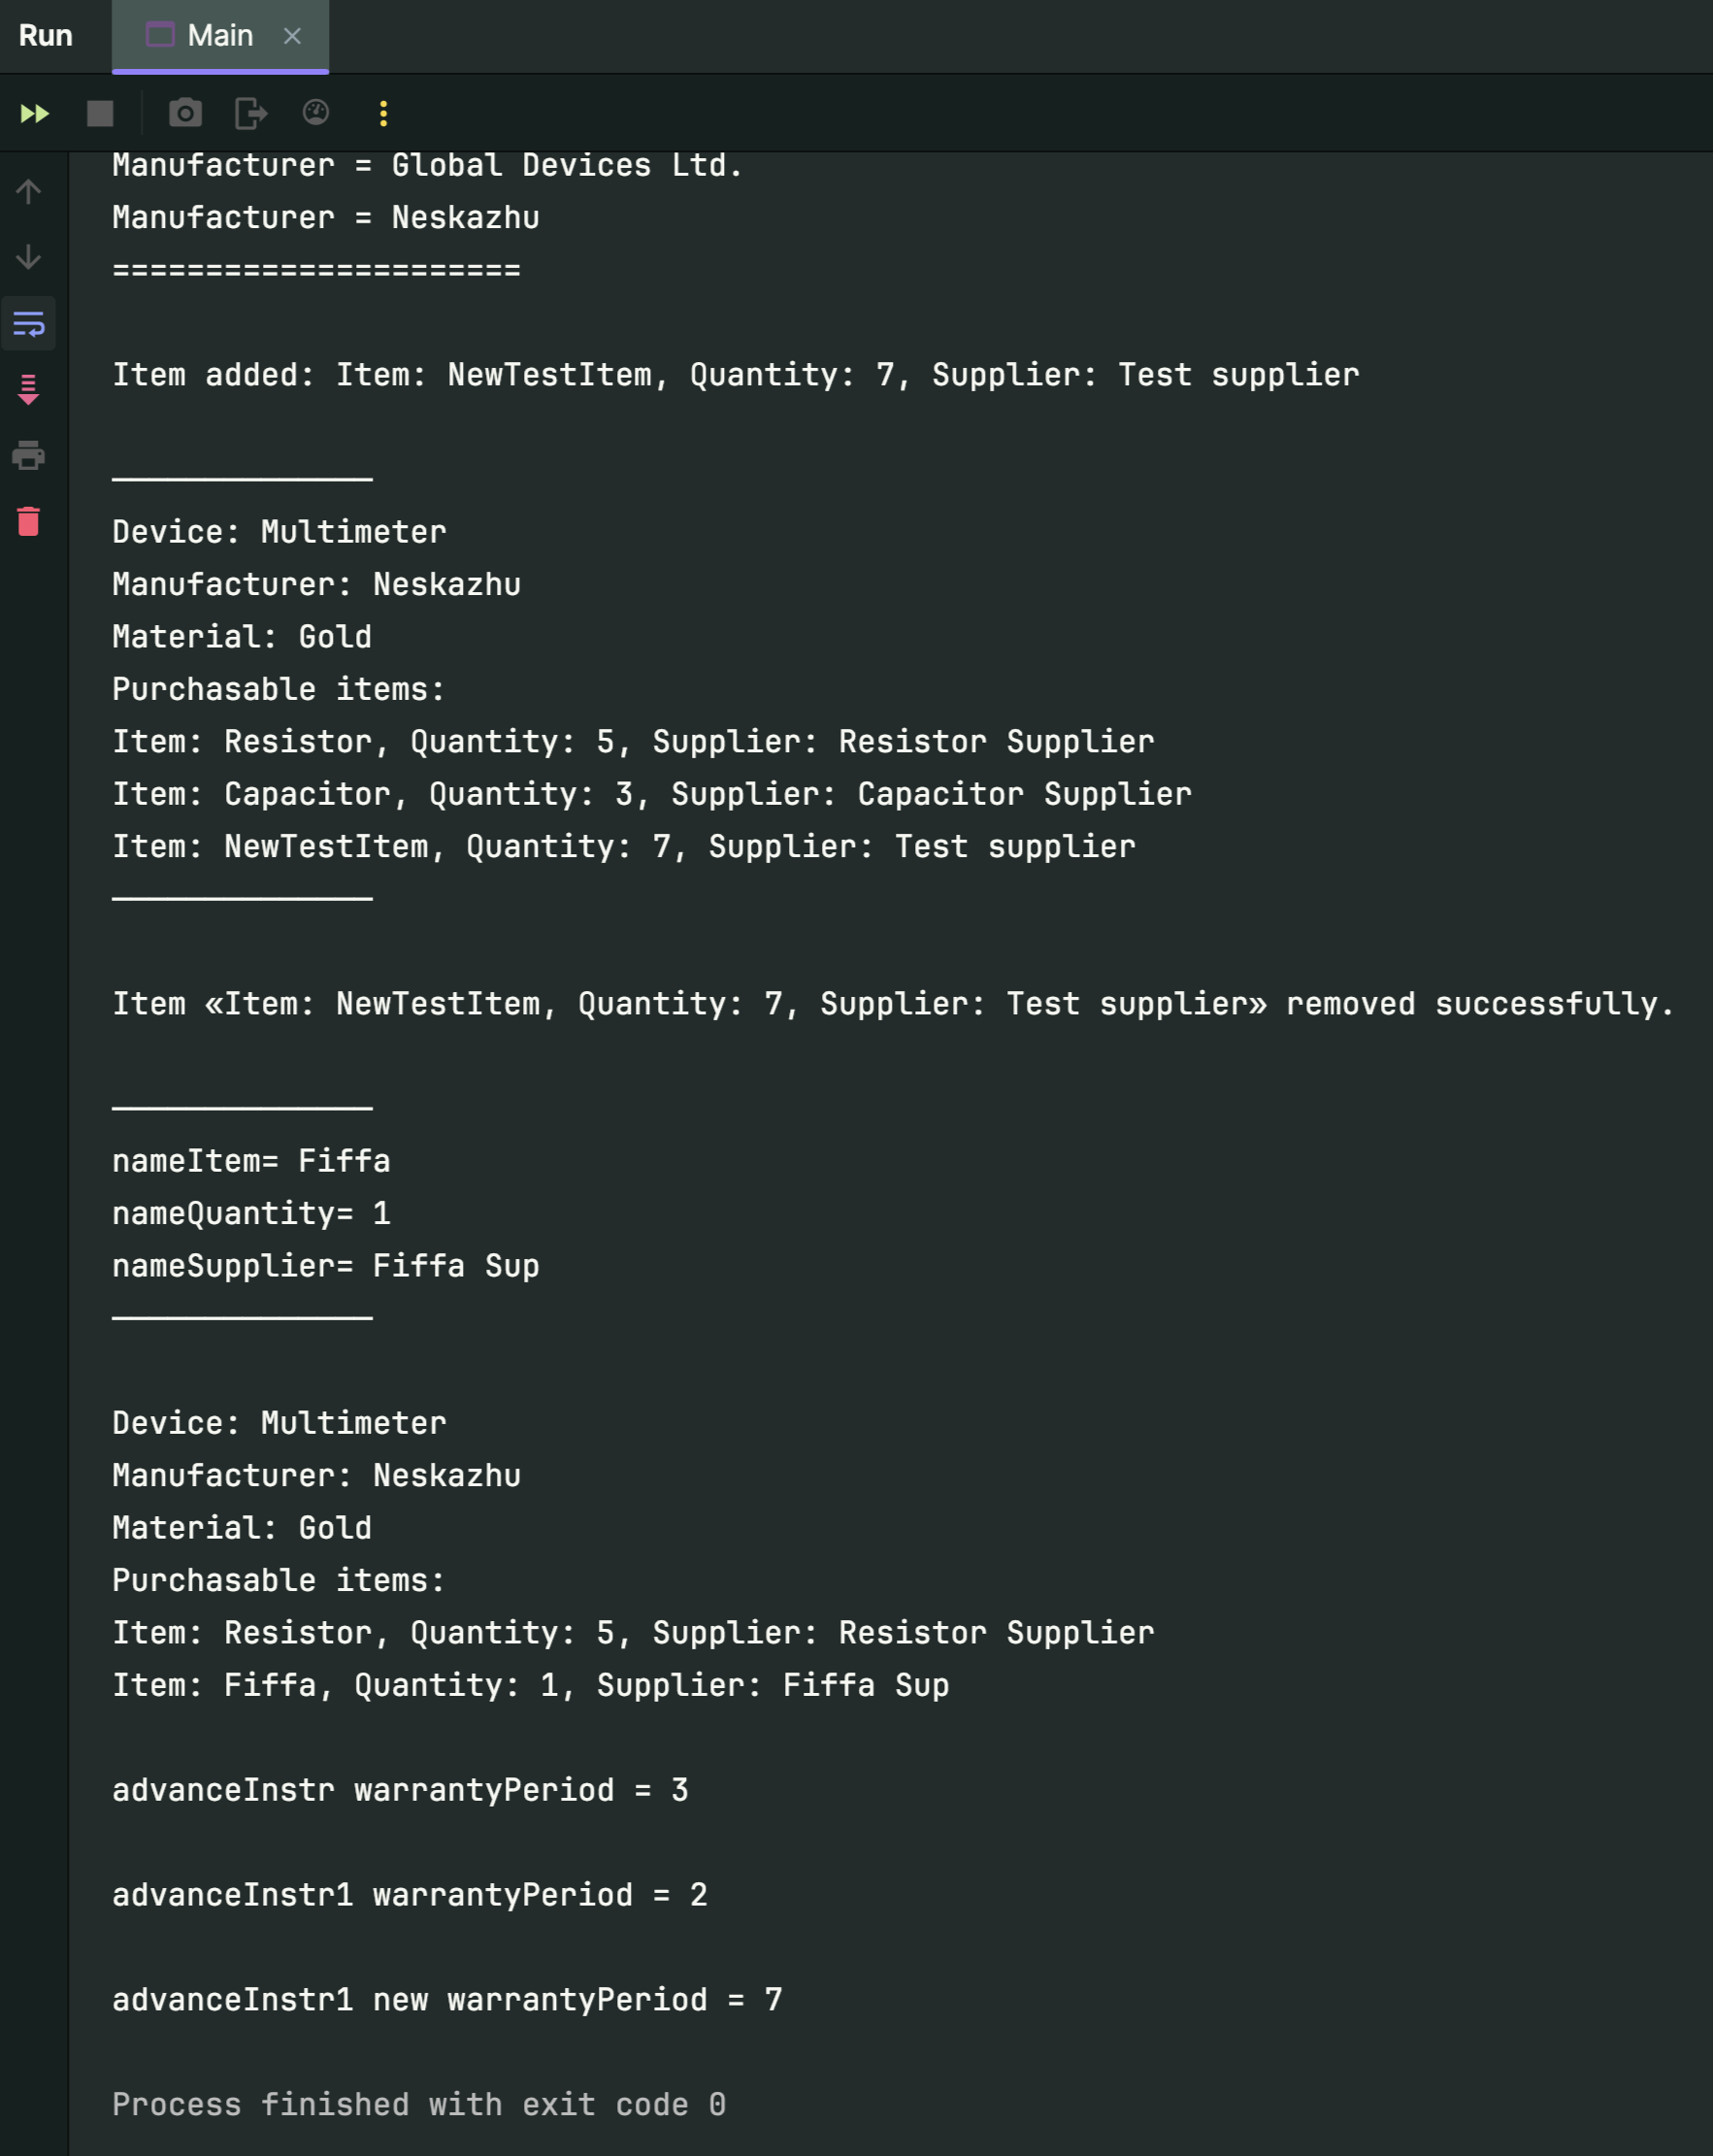 Run Main
Manufacturer = Global Devices Ltd.
Manufacturer = Neskazhu
======================
Item added: Item: NewTestItem, Quantity: 7, Supplier: Test supplier
______________
Device: Multimeter
Manufacturer: Neskazhu
Material: Gold
Purchasable items:
Item: Resistor, Quantity: 5, Supplier: Resistor Supplier
Item: Capacitor, Quantity: 3, Supplier: Capacitor Supplier
Item: NewTestItem, Quantity: 7, Supplier: Test supplier
______________
Item «Item: NewTestItem, Quantity: 7, Supplier: Test supplier» removed successfully.
______________
nameItem= Fiffa
nameQuantity= 1
nameSupplier= Fiffa Sup
______________
Device: Multimeter
Manufacturer: Neskazhu
Material: Gold
Purchasable items:
Item: Resistor, Quantity: 5, Supplier: Resistor Supplier
Item: Fiffa, Quantity: 1, Supplier: Fiffa Sup
advanceInstr warrantyPeriod = 3
advanceInstr1 warrantyPeriod = 2
advanceInstr1 new warrantyPeriod = 7
Process finished with exit code 0